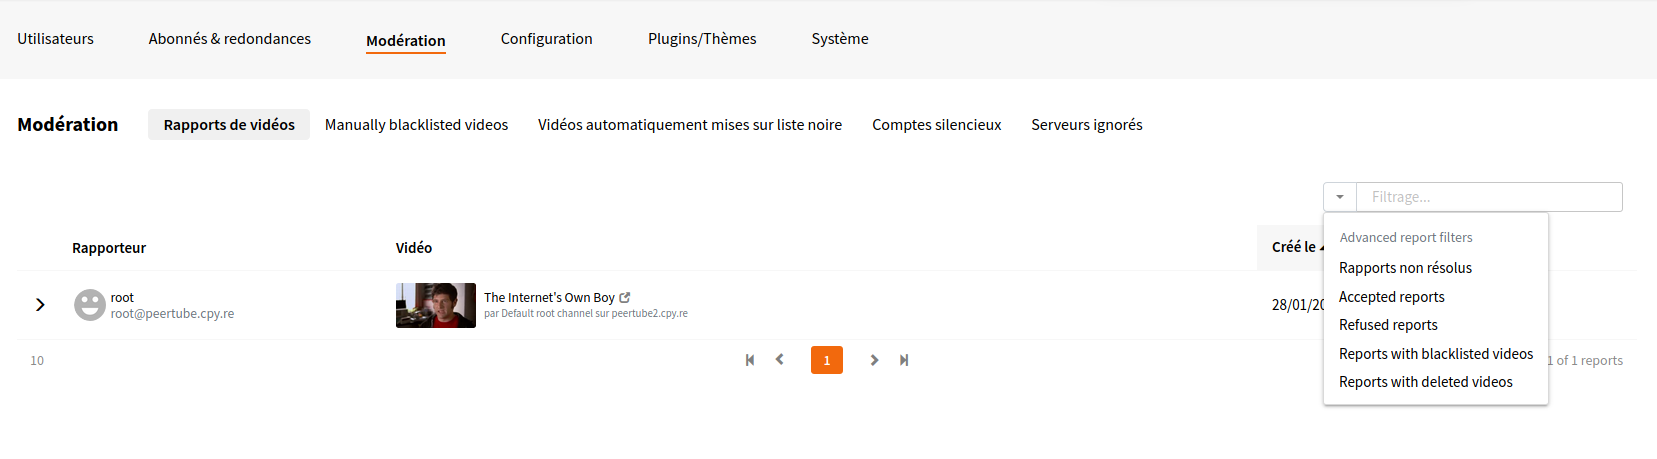 Utilisateurs Abonnés & redondances Modération Configuration Plugins/Thèmes Système
Modération Rapports de vidéos Manually blacklisted videos Vidéos automatiquement mises sur liste noire Comptes silencieux Serveurs ignorés
Filtrage...
Advanced report filters
Rapports non résolus
Accepted reports
Refused reports
Reports with blacklisted videos
Reports with deleted videos
Rapporteur Vidéo Créé le
root
root@peertube.cpy.re
The Internet's Own Boy
par Default root channel sur peertube2.cpy.re
28/01/20
10 1 1 of 1 reports